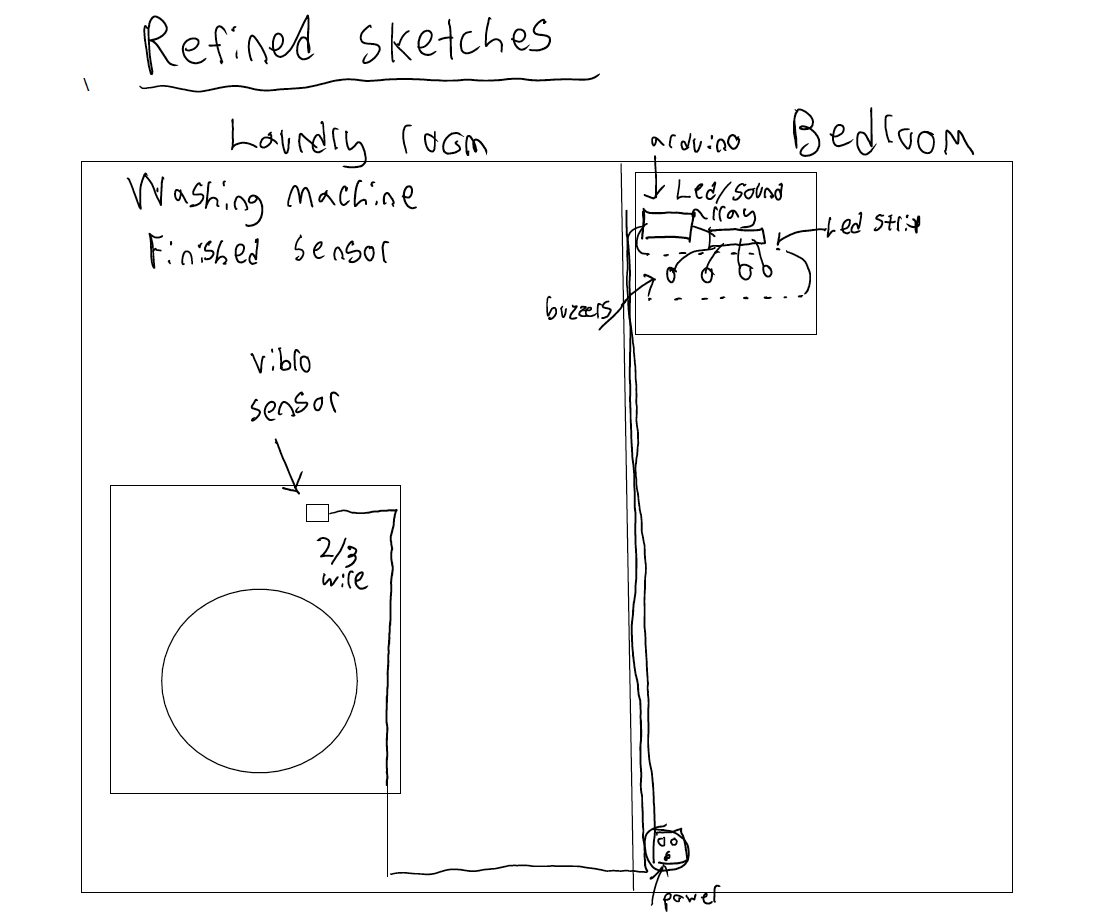 Refined sketches
Laundry room
Bedroom
arduino
Washing machine
Finished sensor
Led/sound
array
Led strip
buzzers
vibro
sensor
2/3
wire
power